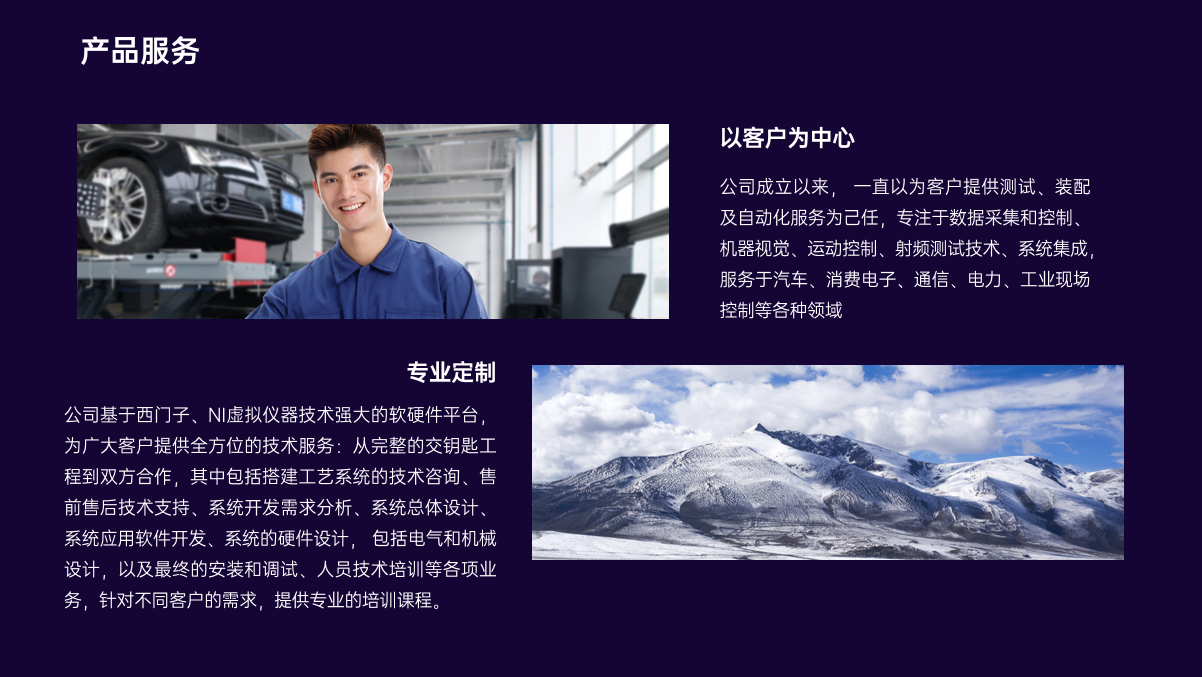 产品服务
以客户为中心
公司成立以来， 一直以为客户提供测试、装配
及自动化服务为己任，专注于数据采集和控制、
机器视觉、运动控制、射频测试技术、系统集成，
服务于汽车、消费电子、通信、电力、工业现场
控制等各种领域
专业定制
公司基于西门子、NI虚拟仪器技术强大的软硬件平台，
为广大客户提供全方位的技术服务：从完整的交钥匙工
程到双方合作，其中包括搭建工艺系统的技术咨询、售
前售后技术支持、系统开发需求分析、系统总体设计、
系统应用软件开发、系统的硬件设计， 包括电气和机械
设计，以及最终的安装和调试、人员技术培训等各项业
务，针对不同客户的需求，提供专业的培训课程。